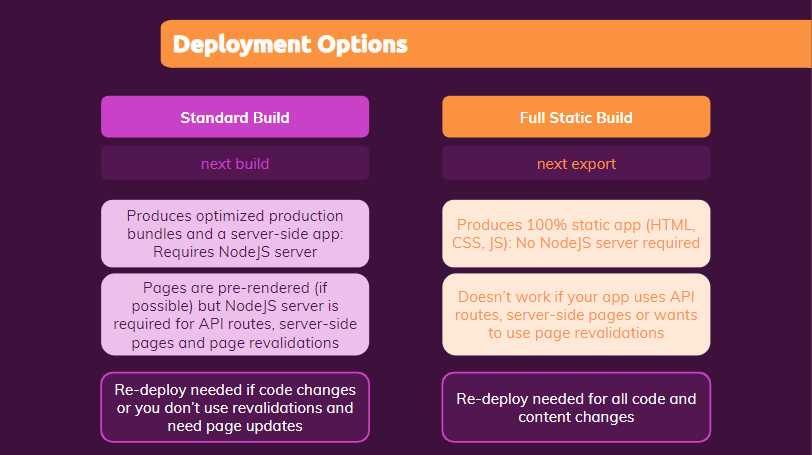 Deployment Options
Standard Build
next build
Produces optimized production
bundles and a server-side app:
Requires NodeJS server
Pages are pre-rendered (if
possible) but NodeJS server is
required for API routes, server-side
pages and page revalidations
Re-deploy needed if code changes
or you don’t use revalidations and
need page updates
Full Static Build
next export
Produces 100% static app (HTML,
CSS, JS): No NodeJS server required
Doesn’t work if your app uses API
routes, server-side pages or wants
to use page revalidations
Re-deploy needed for all code and
content changes